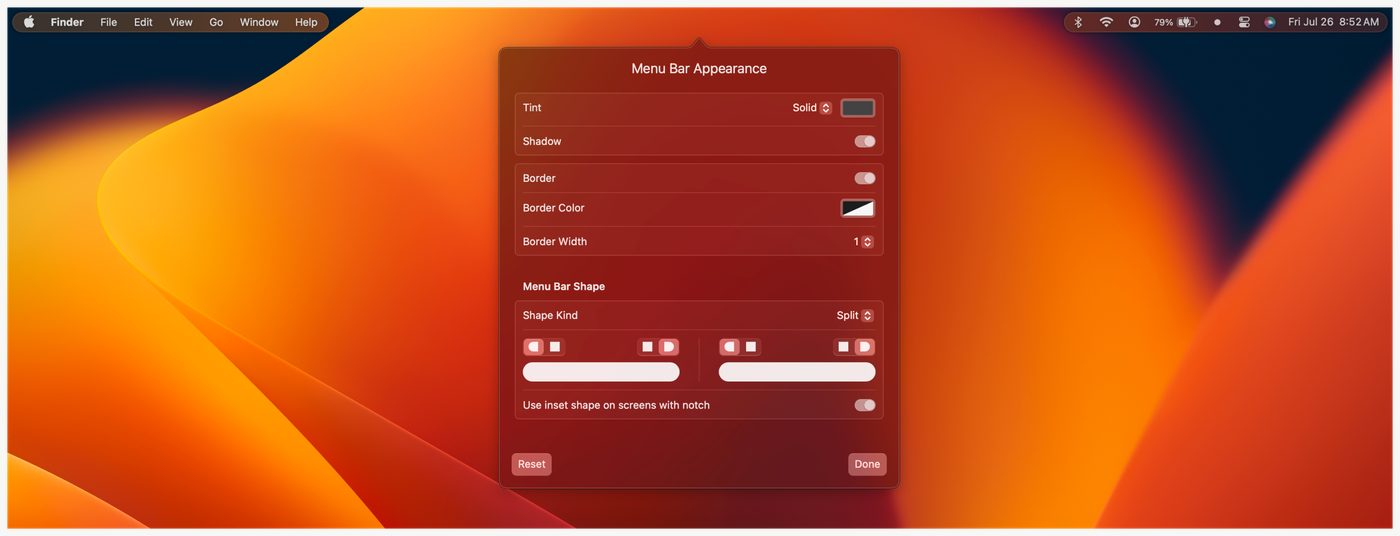 Finder File Edit View Go Window Help 79% Fri Jul 26 8:52 AM
Menu Bar Appearance
Tint Solid
Shadow
Border
Border Color
Border Width 1
Menu Bar Shape
Shape Kind Split
Use inset shape on screens with notch
Reset Done